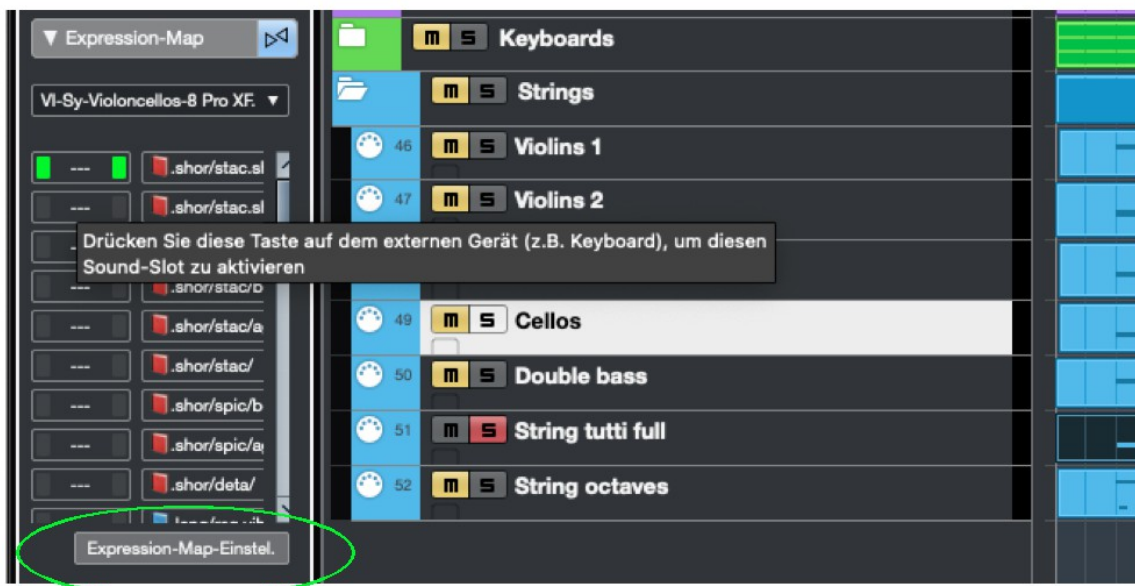 ▼ Expression-Map
VI-Sy-Violoncellos-8 Pro XF. ▼
--- .shor/stac.sl
--- .shor/stac.sl
Drücken Sie diese Taste auf dem externen Gerät (z.B. Keyboard), um diesen
Sound-Slot zu aktivieren
--- .shor/stac/b
--- .shor/stac/a
--- .shor/stac/
--- .shor/spic/b
--- .shor/spic/a
--- .shor/deta/
Expression-Map-Einstel.
m S Keyboards
m S Strings
46 m S Violins 1
47 m S Violins 2
49 m S Cellos
50 m S Double bass
51 m S String tutti full
52 m S String octaves